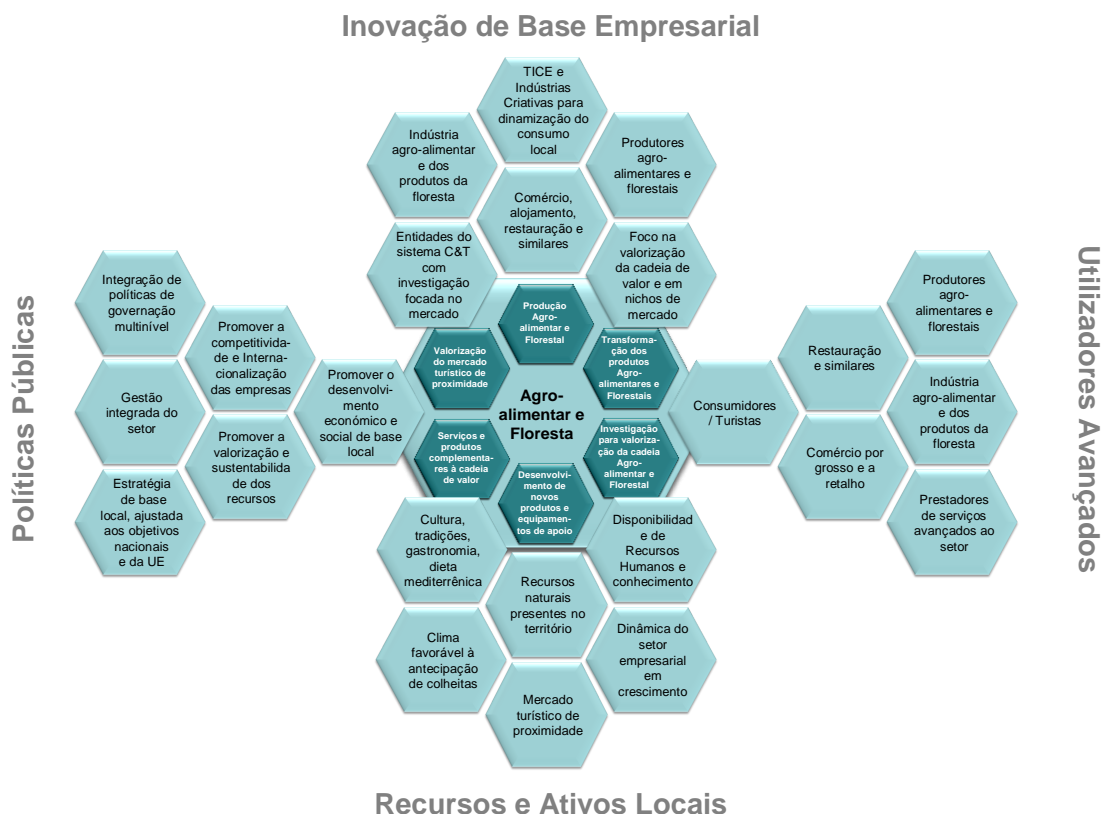 Inovação de Base Empresarial
TICE e
Indústrias
Criativas para
dinamização do
consumo
local
Indústria
agro-alimentar
e dos
produtos da
floresta
Produtores
agro-
alimentares e
florestais
Comércio,
alojamento,
restauração e
similares
Entidades do
sistema C&T
com
investigação
focada no
mercado
Foco na
valorização
da cadeia de
valor e em
nichos de
mercado
Políticas Públicas
Integração de
políticas de
governação
multinível
Promover a
competitivida-
de e Interna-
cionalização
das empresas
Gestão
integrada do
setor
Promover o
desenvolvi-
mento
económico e
social de base
local
Promover a
valorização e
sustentabilida
de dos
recursos
Estratégia
de base
local, ajustada
aos objetivos
nacionais
e da UE
Produção
Agro-
alimentar e
Florestal
Valorização
do mercado
turístico de
proximidade
Transforma-
ção dos
produtos
Agro-
alimentares e
Florestais
Agro-
alimentar e
Floresta
Serviços e
produtos
complementa-
res à cadeia
de valor
Investigação
para valoriza-
ção da cadeia
Agro-
alimentar e
Florestal
Desenvolvi-
mento de
novos
produtos e
equipamen-
tos de apoio
Consumidores
/ Turistas
Restauração
e similares
Comércio por
grosso e a
retalho
Produtores
agro-
alimentares e
florestais
Indústria
agro-alimentar
e dos
produtos da
floresta
Prestadores
de serviços
avançados ao
setor
Utilizadores Avançados
Cultura,
tradições,
gastronomia,
dieta
mediterrênica
Disponibilidad
e de
Recursos
Humanos e
conhecimento
Recursos
naturais
presentes no
território
Clima
favorável à
antecipação
de colheitas
Dinâmica do
setor
empresarial
em
crescimento
Mercado
turístico de
proximidade
Recursos e Ativos Locais